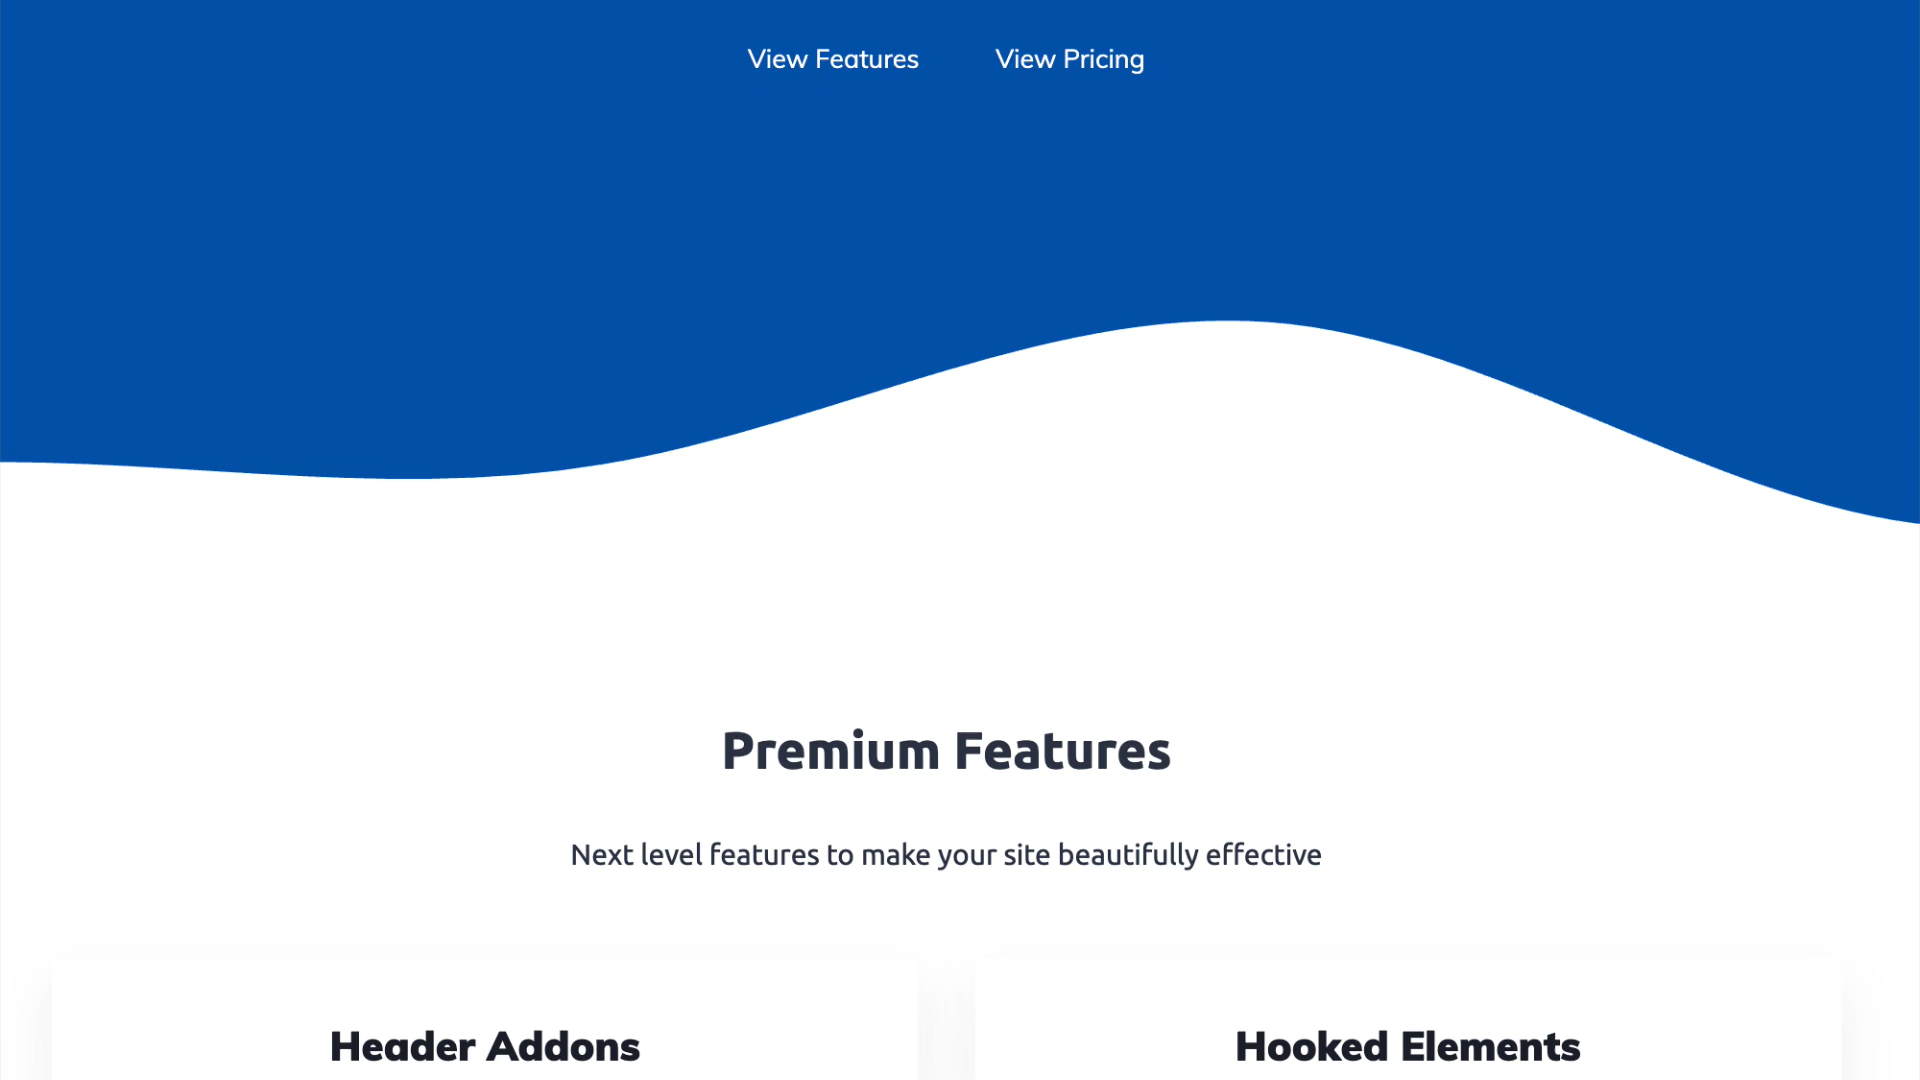 View Features View Pricing
Premium Features
Next level features to make your site beautifully effective
Header Addons
Hooked Elements